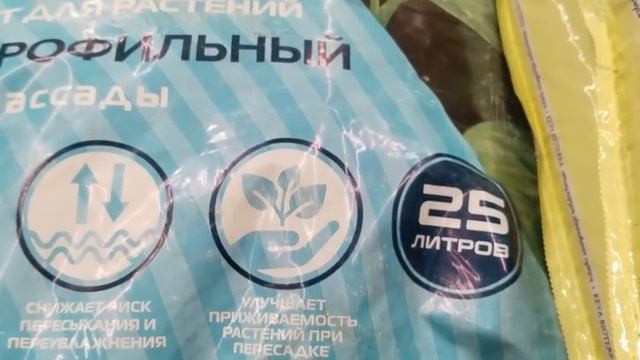 Т ДЛЯ РАСТЕНИЙ
РОФИЛЬНЫЙ
ассады
25
ЛИТРОВ
СНИЖАЕТ РИСК
ПЕРЕСЫХАНИЯ И
ПЕРЕУВЛАЖНЕНИЯ
УЛУЧШАЕТ
ПРИЖИВАЕМОСТЬ
РАСТЕНИЙ ПРИ
ПЕРЕСАДКЕ